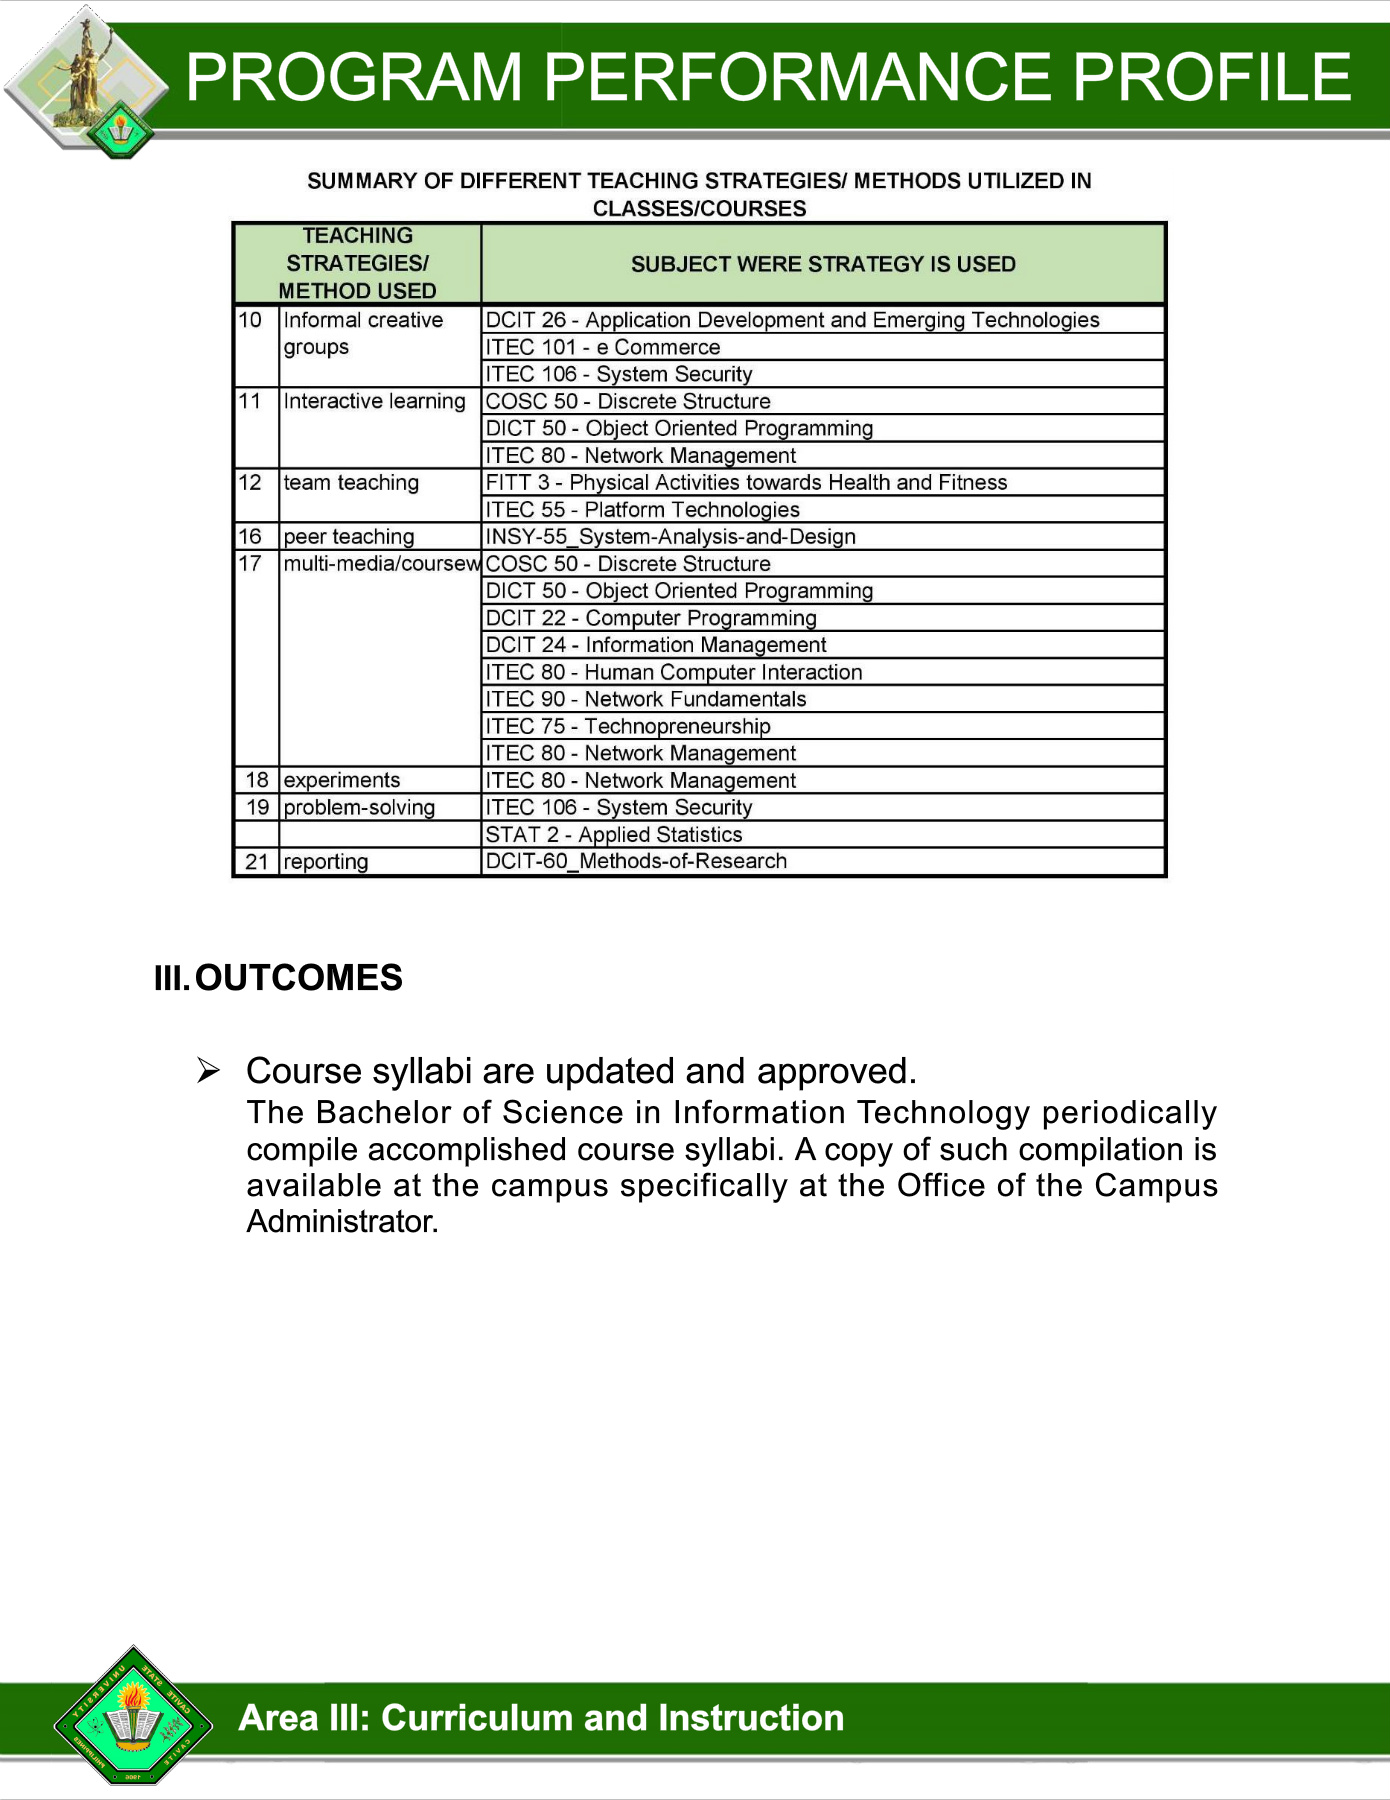 PROGRAM PERFORMANCE PROFILE
SUMMARY OF DIFFERENT TEACHING STRATEGIES/ METHODS UTILIZED IN
CLASSES/COURSES
TEACHING
STRATEGIES/
METHOD USED
SUBJECT WERE STRATEGY IS USED
10 Informal creative DCIT 26 - Application Development and Emerging Technologies
groups ITEC 101 - e Commerce
ITEC 106 - System Security
11 Interactive learning COSC 50 - Discrete Structure
DICT 50 - Object Oriented Programming
ITEC 80 - Network Management
12 team teaching FITT 3 - Physical Activities towards Health and Fitness
ITEC 55 - Platform Technologies
16 peer teaching INSY-55_System-Analysis-and-Design
17 multi-media/coursew COSC 50 - Discrete Structure
DICT 50 - Object Oriented Programming
DCIT 22 - Computer Programming
DCIT 24 - Information Management
ITEC 80 - Human Computer Interaction
ITEC 90 - Network Fundamentals
ITEC 75 - Technopreneurship
ITEC 80 - Network Management
18 experiments ITEC 80 - Network Management
19 problem-solving ITEC 106 - System Security
STAT 2 - Applied Statistics
21 reporting DCIT-60_Methods-of-Research
III. OUTCOMES
➢ Course syllabi are updated and approved.
The Bachelor of Science in Information Technology periodically
compile accomplished course syllabi. A copy of such compilation is
available at the campus specifically at the Office of the Campus
Administrator.
CAVITE STATE UNIVERSITY
CAVITE PHILIPPINES
1906
Area III: Curriculum and Instruction